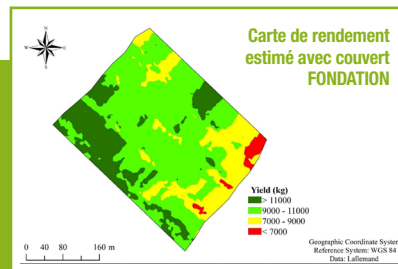 Carte de rendement
estimé avec couvert
FONDATION
N
W
E
S
Yield (kg)
> 11000
9000 - 11000
7000 - 9000
< 7000
0 40 80 160 m
Geographic Coordinate System
Reference System: WGS 84
Data: Lallemand